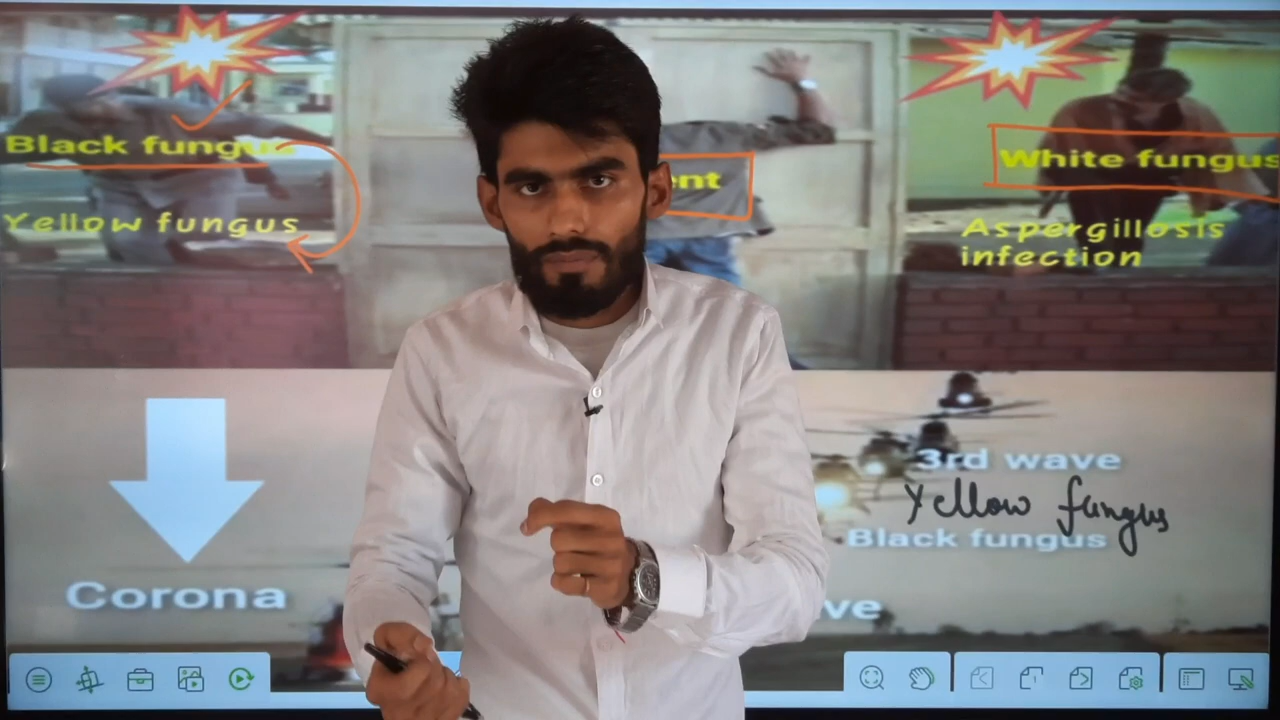 Black fungus
Yellow fungus
ent
White fungus
Aspergillosis
infection
Corona
3rd wave
Yellow fungus
Black fungus
ve